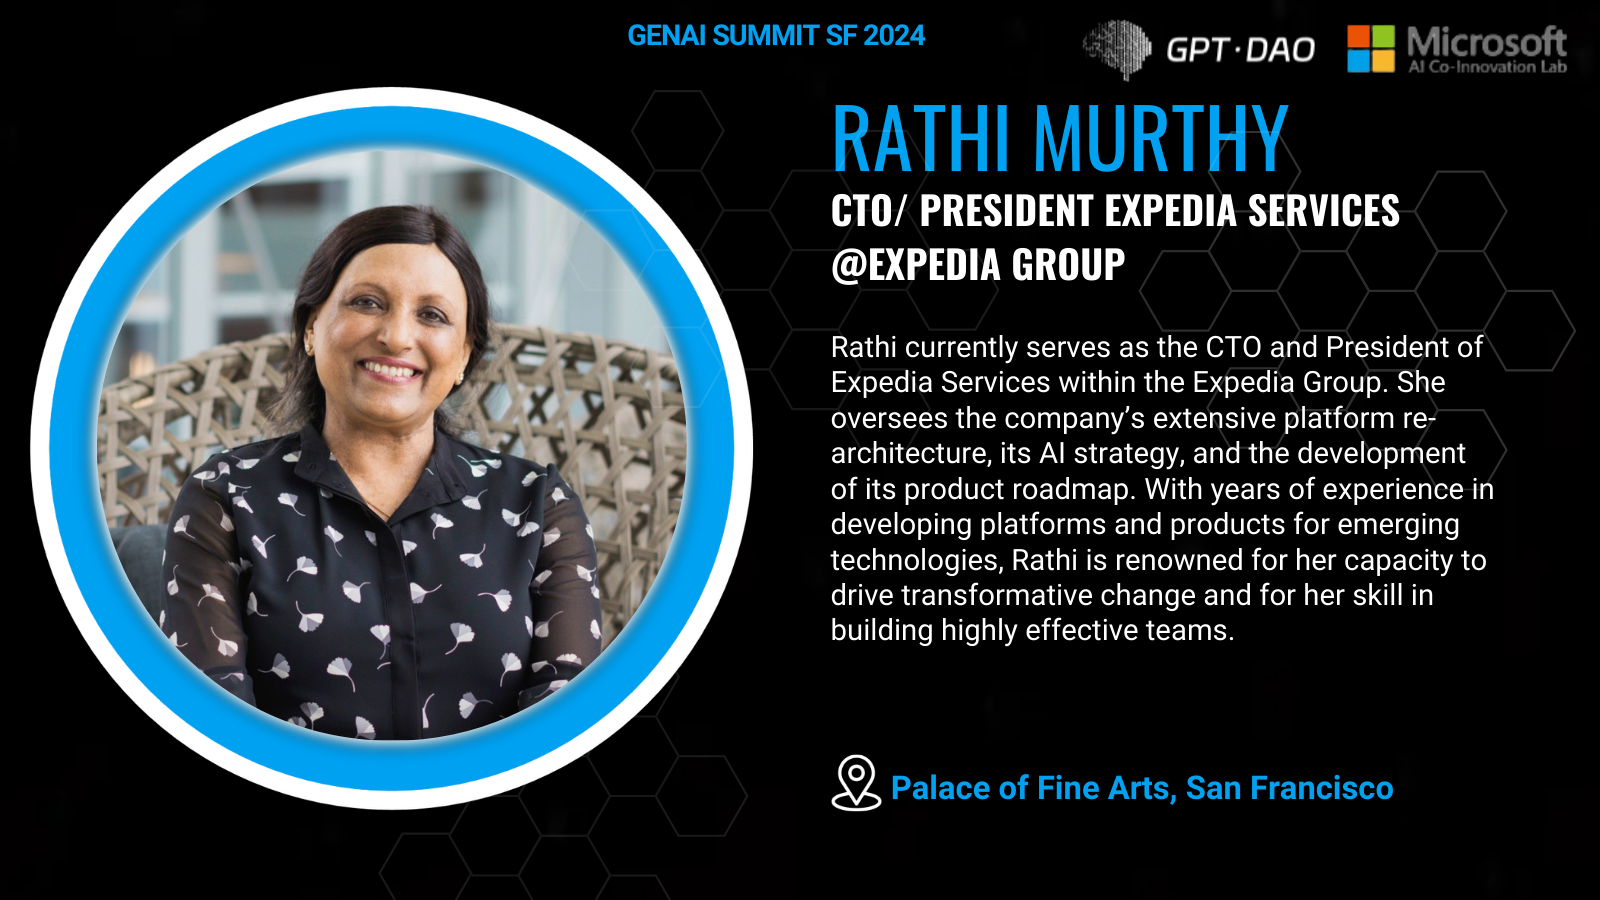 GENAI SUMMIT SF 2024
GPT·DAO
Microsoft
AI Co-Innovation Lab
RATHI MURTHY
CTO/ PRESIDENT EXPEDIA SERVICES
@EXPEDIA GROUP
Rathi currently serves as the CTO and President of
Expedia Services within the Expedia Group. She
oversees the company’s extensive platform re-
architecture, its AI strategy, and the development
of its product roadmap. With years of experience in
developing platforms and products for emerging
technologies, Rathi is renowned for her capacity to
drive transformative change and for her skill in
building highly effective teams.
Palace of Fine Arts, San Francisco